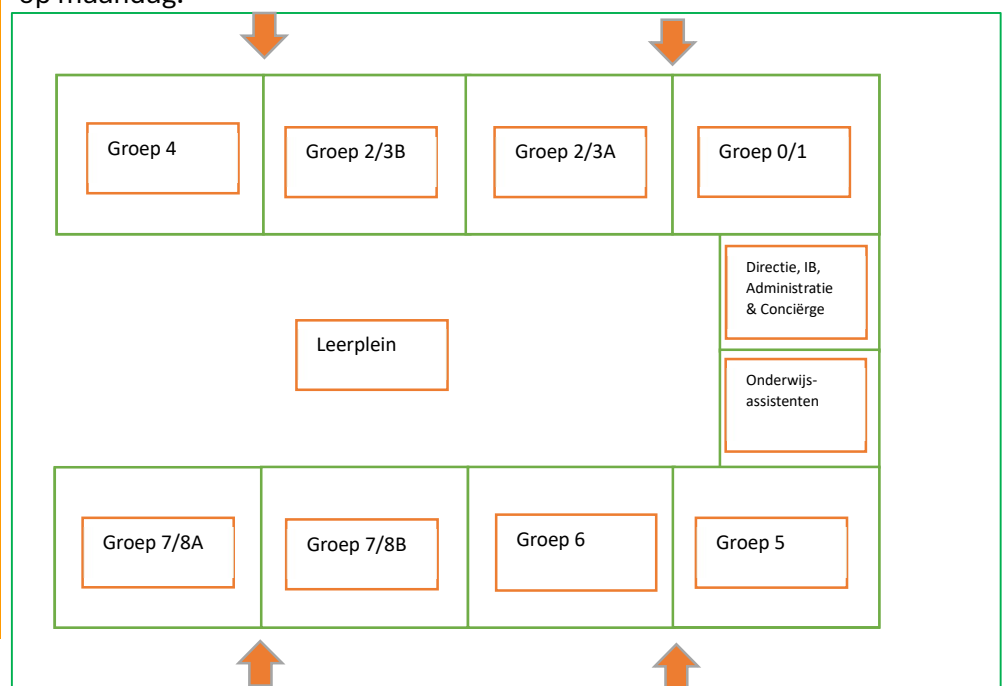 op maandag.
Groep 4
Groep 2/3B
Groep 2/3A
Groep 0/1
Directie, IB,
Administratie
& Conciërge
Leerplein
Onderwijs-
assistenten
Groep 7/8A
Groep 7/8B
Groep 6
Groep 5